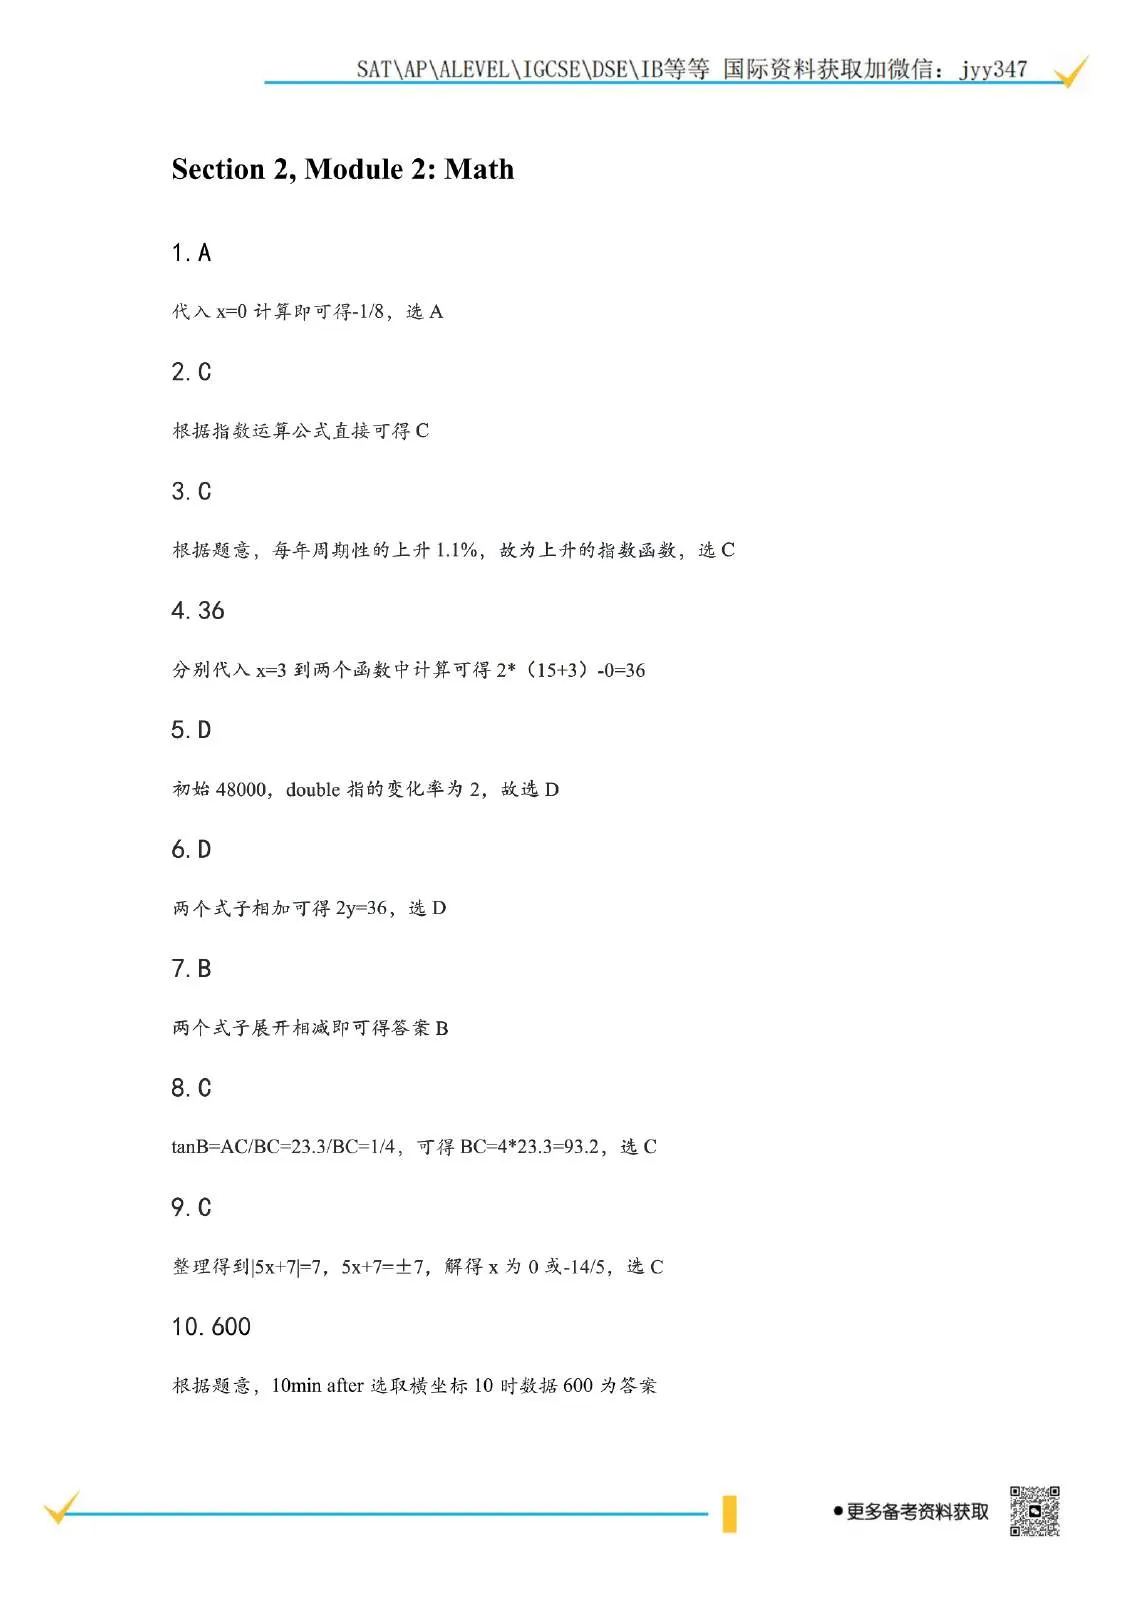 SAT\AP\ALEVEL\IGCSE\DSE\IB等等 国际资料获取加微信：jyy347
Section 2, Module 2: Math
1. A
代入 x=0 计算即可得-1/8，选 A
2. C
根据指数运算公式直接可得 C
3. C
根据题意，每年周期性的上升 1.1%，故为上升的指数函数，选 C
4. 36
分别代入 x=3 到两个函数中计算可得 2*（15+3）-0=36
5. D
初始 48000，double 指的变化率为 2，故选 D
6. D
两个式子相加可得 2y=36，选 D
7. B
两个式子展开相减即可得答案 B
8. C
tanB=AC/BC=23.3/BC=1/4，可得 BC=4*23.3=93.2，选 C
9. C
整理得到|5x+7|=7，5x+7=±7，解得 x 为 0 或-14/5，选 C
10. 600
根据题意，10min after 选取横坐标 10 时数据 600 为答案
●更多备考资料获取